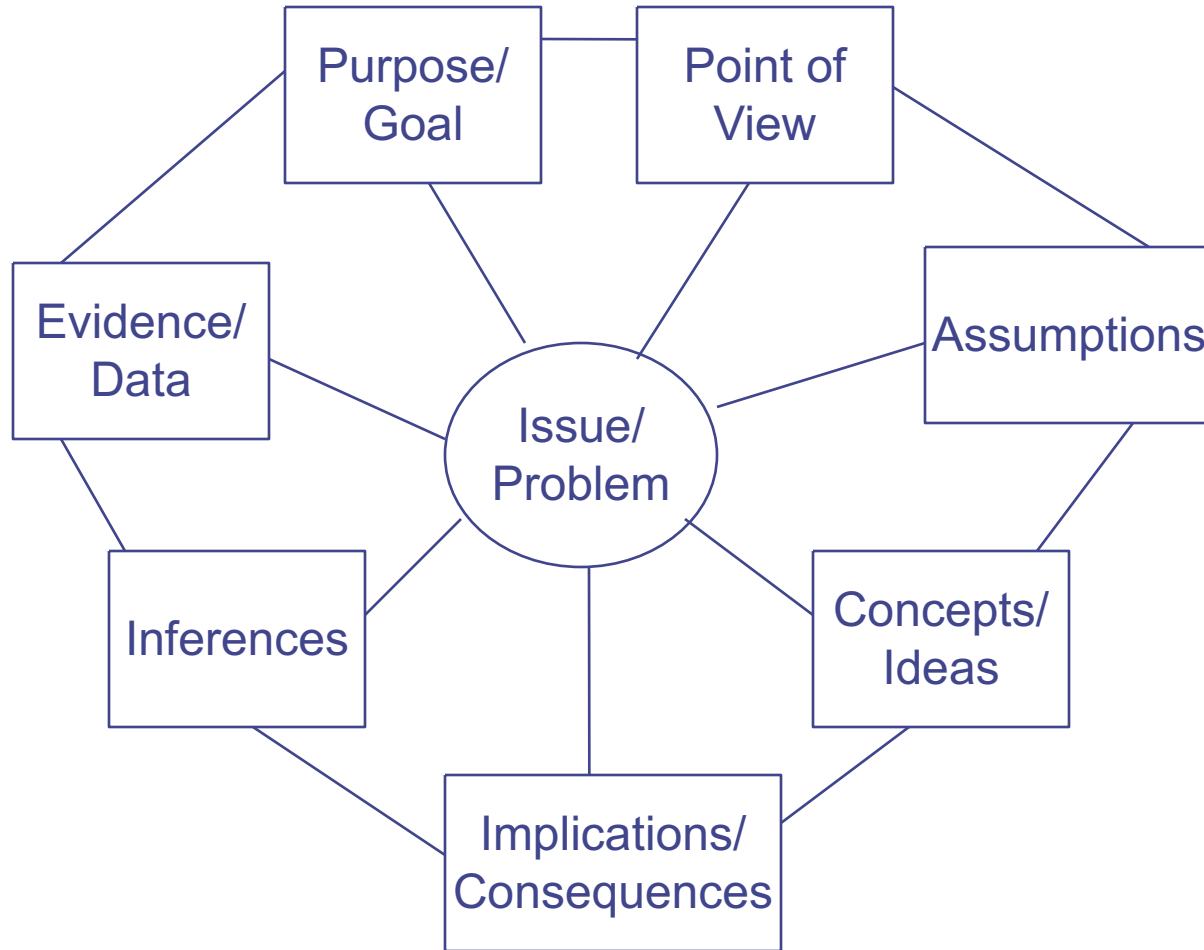 Purpose/
Goal
Point of
View
Evidence/
Data
Assumptions
Issue/
Problem
Inferences
Concepts/
Ideas
Implications/
Consequences